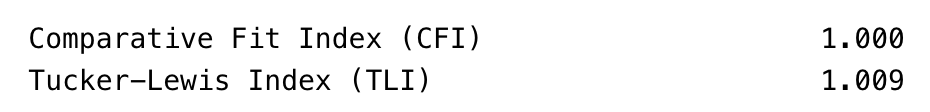 Comparative Fit Index (CFI) 1.000
Tucker-Lewis Index (TLI) 1.009